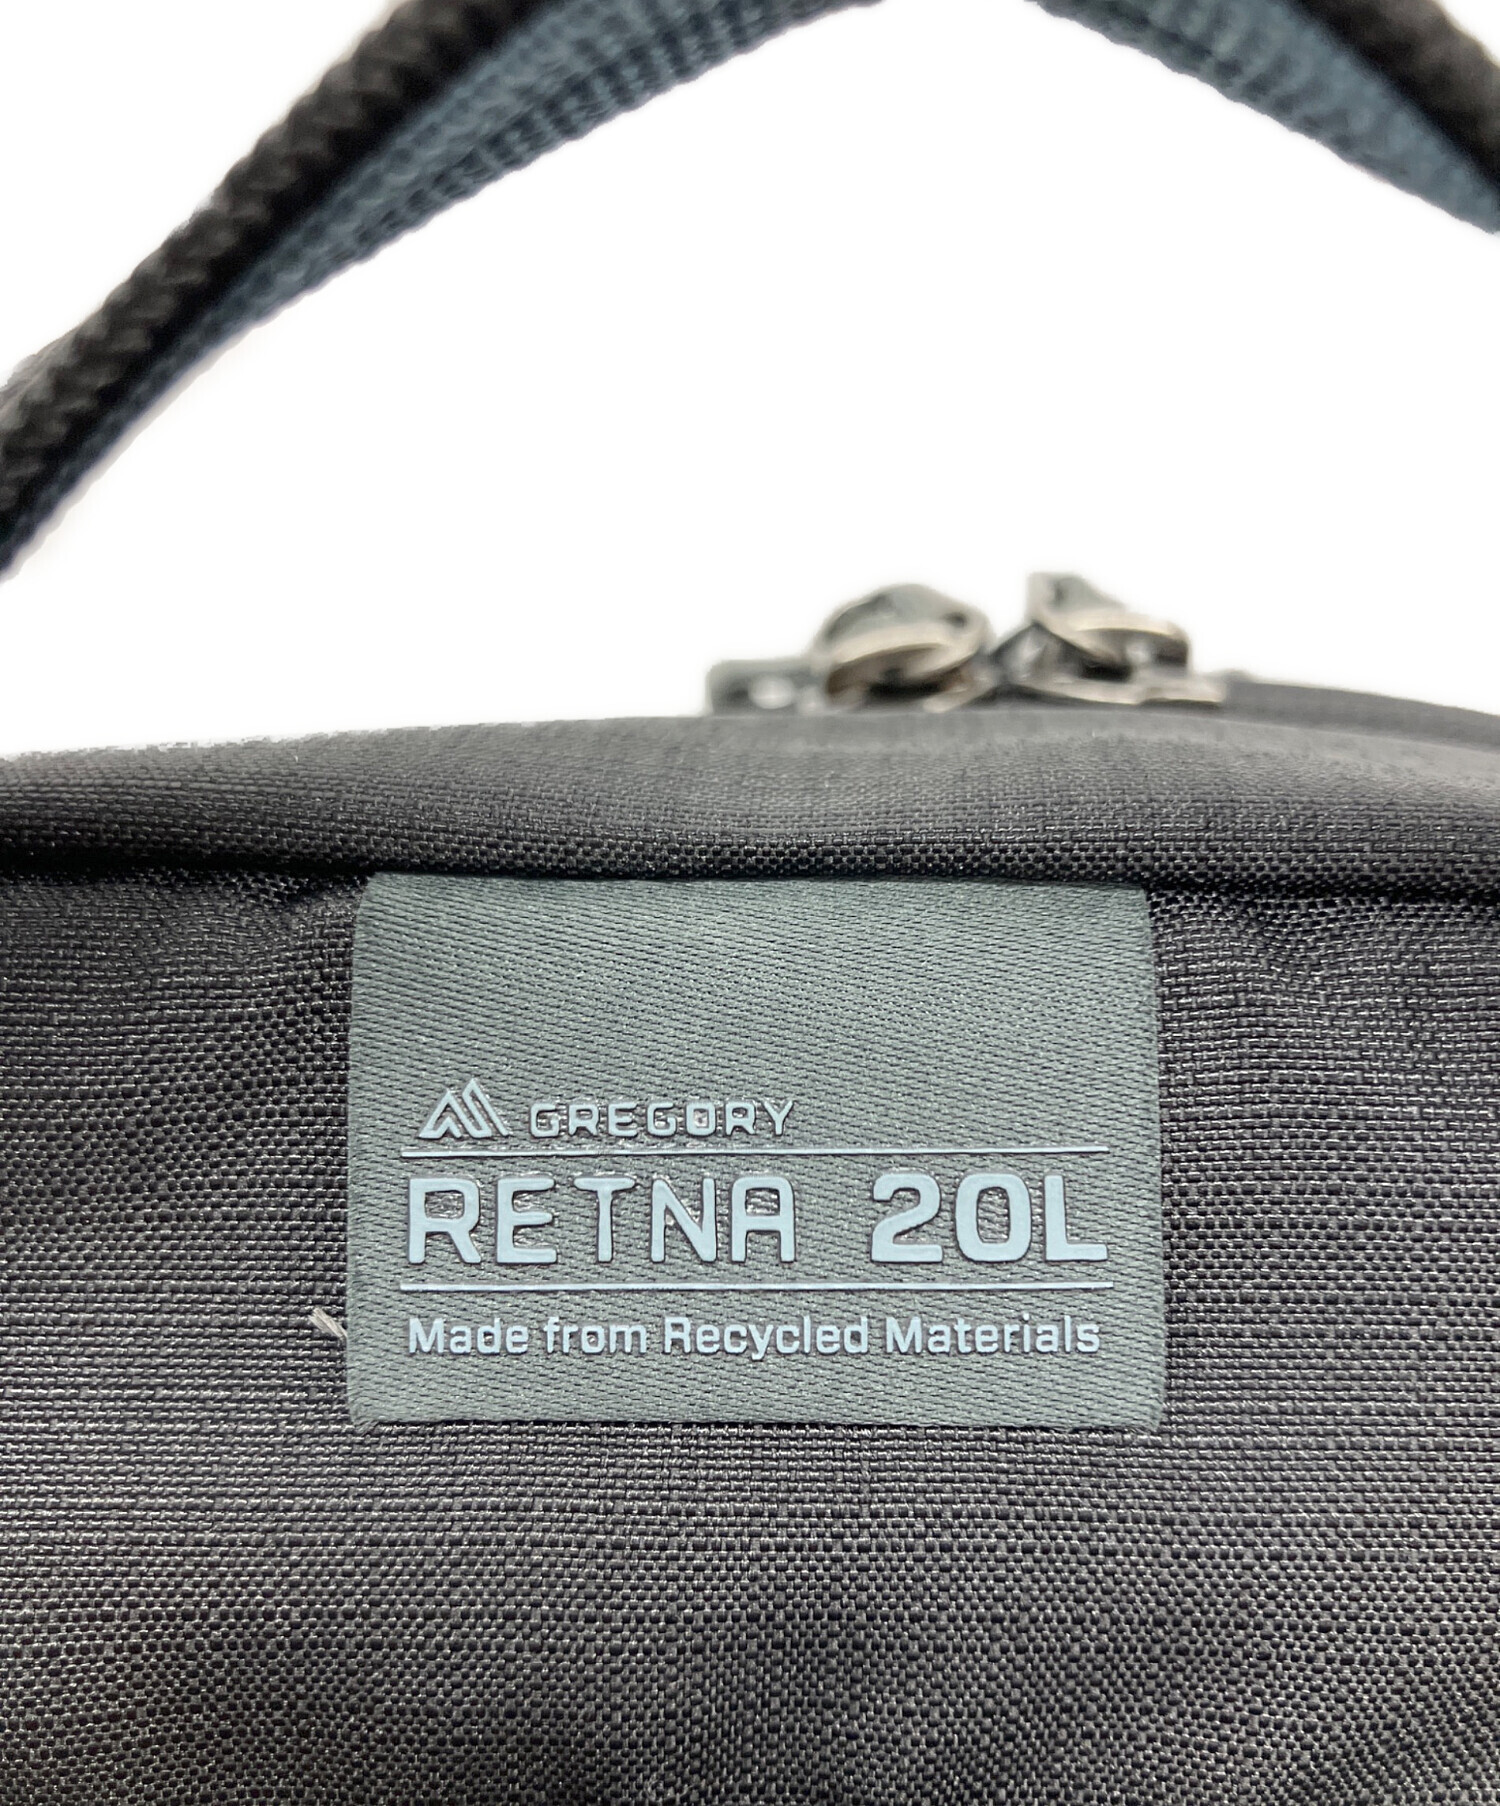 GREGORY
RETNA 20L
Made from Recycled Materials